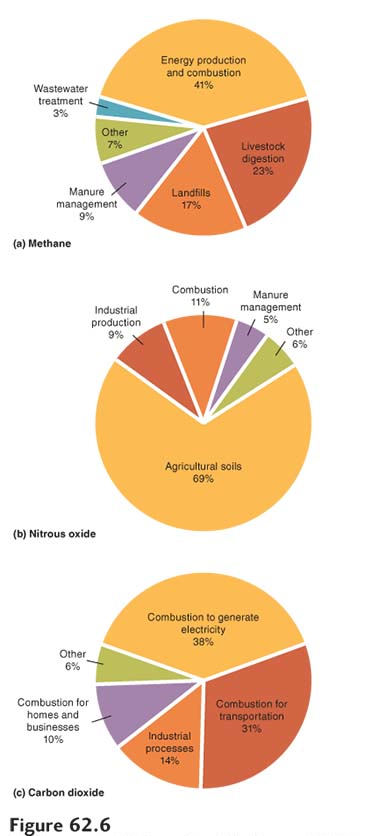 Energy production
and combustion
41%
Wastewater
treatment
3%
Other
7%
Livestock
digestion
23%
Landfills
17%
Manure
management
9%
(a) Methane
Combustion
11%
Manure
management
5%
Industrial
production
9%
Other
6%
Agricultural soils
69%
(b) Nitrous oxide
Combustion to generate
electricity
38%
Other
6%
Combustion for
homes and
businesses
10%
Combustion for
transportation
31%
Industrial
processes
14%
(c) Carbon dioxide
Figure 62.6